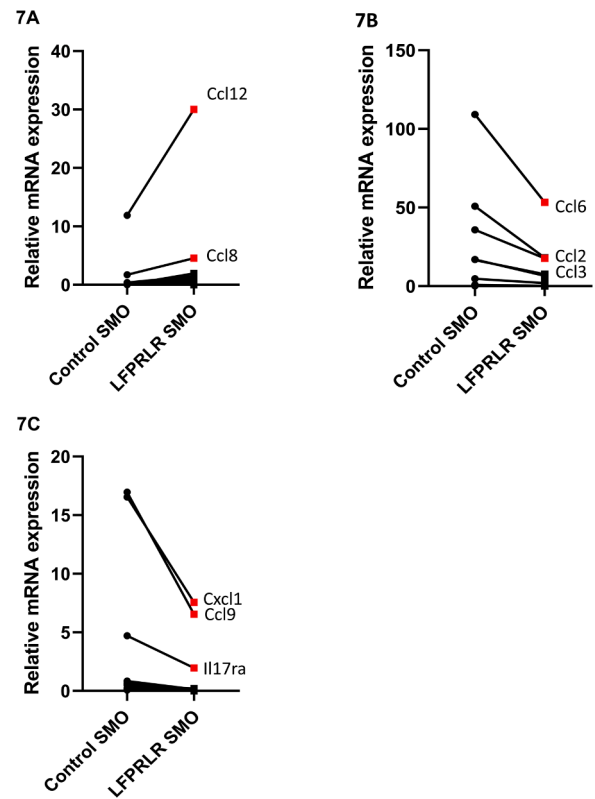 7A
Relative mRNA expression
40
30
20
10
0
Ccl12
Ccl8
Control SMO
LFPRLR SMO
7B
Relative mRNA expression
150
100
50
0
Ccl6
Ccl2
Ccl3
Control SMO
LFPRLR SMO
7C
Relative mRNA expression
20
15
10
5
0
Cxcl1
Ccl9
Il17ra
Control SMO
LFPRLR SMO